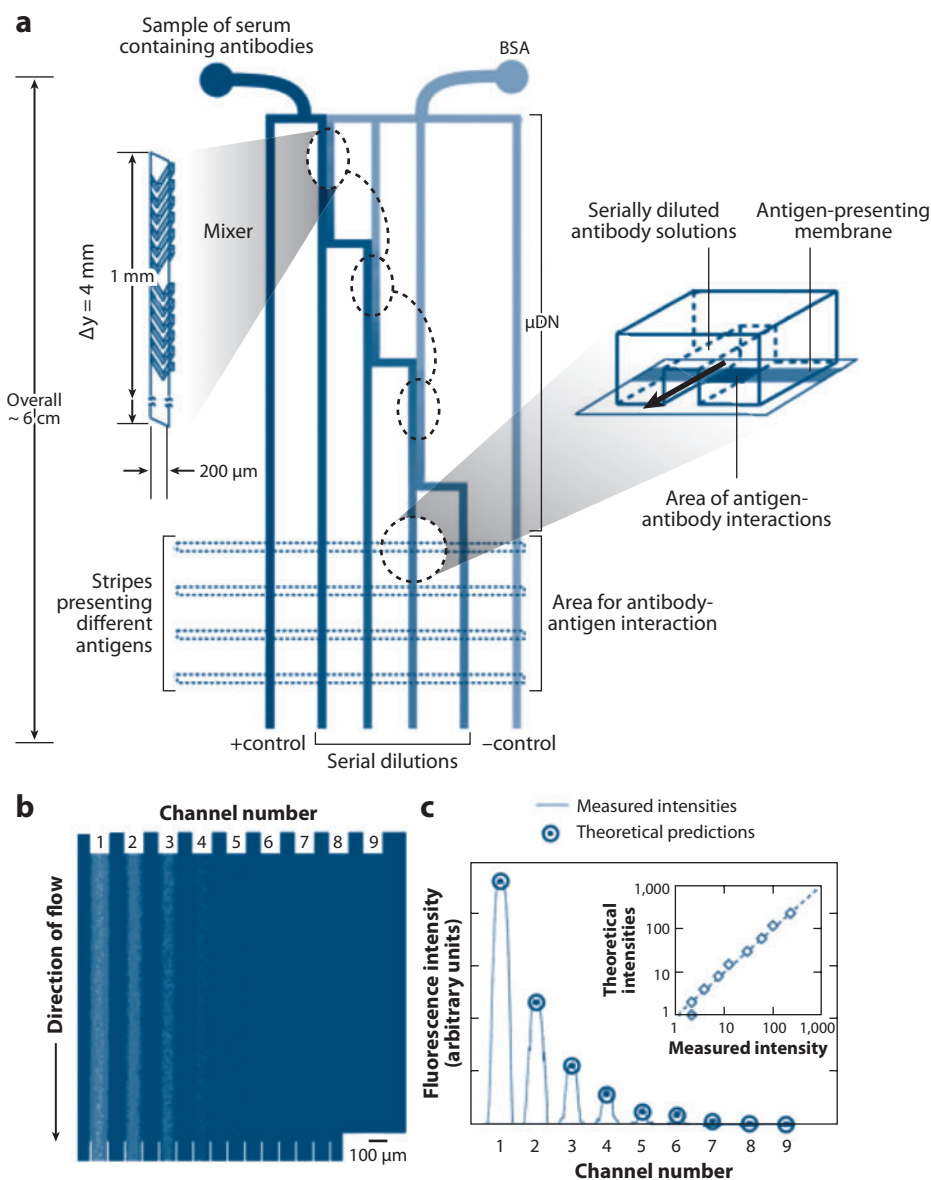 a
Sample of serum
containing antibodies
BSA
Mixer
Δy = 4 mm
1 mm
200 μm
Overall
~ 6 cm
μDN
Serially diluted
antibody solutions
Antigen-presenting
membrane
Area of antigen-
antibody interactions
Stripes
presenting
different
antigens
Area for antibody-
antigen interaction
+control
Serial dilutions
–control
b
Channel number
1 2 3 4 5 6 7 8 9
Direction of flow
100 μm
c
Measured intensities
Theoretical predictions
Fluorescence intensity
(arbitrary units)
Theoretical
intensities
1,000
100
10
1
1 10 100 1,000
Measured intensity
1 2 3 4 5 6 7 8 9
Channel number